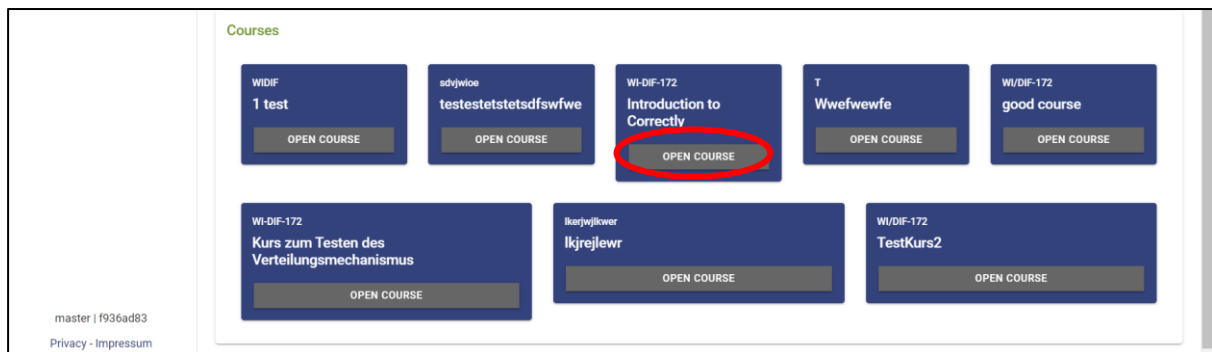 Courses
WIDIF
1 test
OPEN COURSE
sdvjwioe
testestetstetsdfswfwe
OPEN COURSE
WI-DIF-172
Introduction to
Correctly
OPEN COURSE
T
Wwefwewfe
OPEN COURSE
WI/DIF-172
good course
OPEN COURSE
WI-DIF-172
Kurs zum Testen des
Verteilungsmechanismus
OPEN COURSE
lkerjwjlkwer
lkjrejlewr
OPEN COURSE
WI/DIF-172
TestKurs2
OPEN COURSE
master | f936ad83
Privacy - Impressum